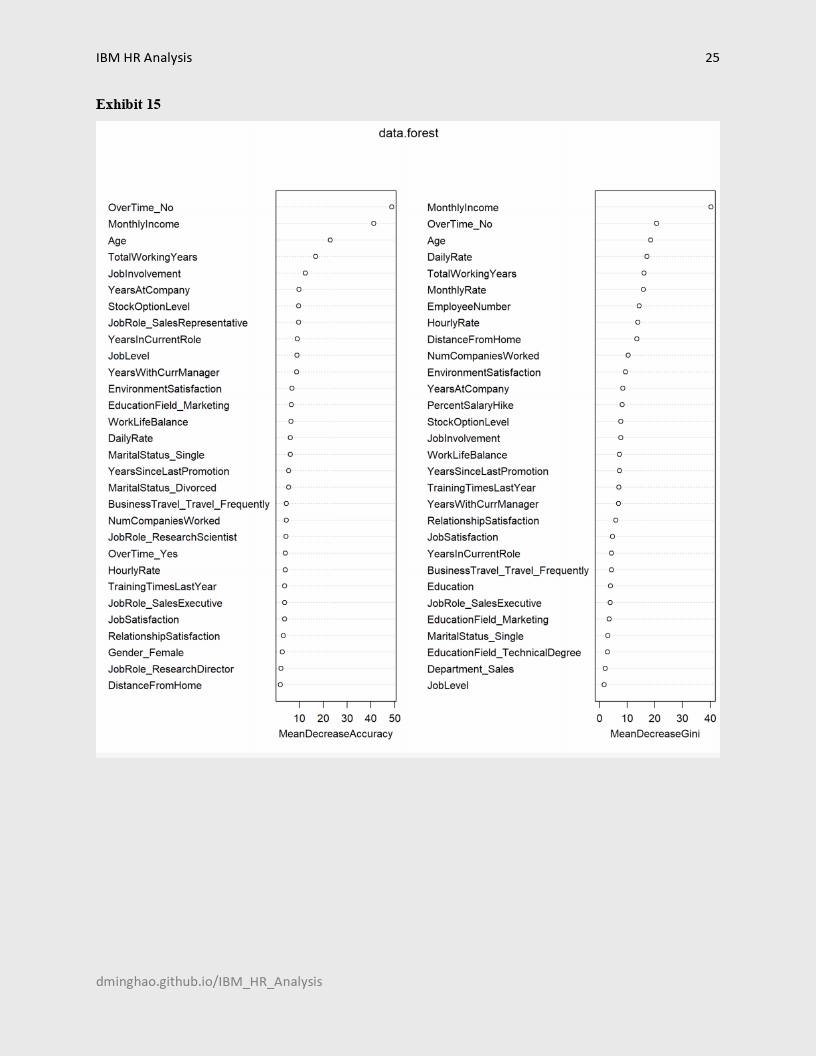 IBM HR Analysis 25
Exhibit 15
data.forest
OverTime_No
MonthlyIncome
Age
TotalWorkingYears
JobInvolvement
YearsAtCompany
StockOptionLevel
JobRole_SalesRepresentative
YearsInCurrentRole
JobLevel
YearsWithCurrManager
EnvironmentSatisfaction
EducationField_Marketing
WorkLifeBalance
DailyRate
MaritalStatus_Single
YearsSinceLastPromotion
MaritalStatus_Divorced
BusinessTravel_Travel_Frequently
NumCompaniesWorked
JobRole_ResearchScientist
OverTime_Yes
HourlyRate
TrainingTimesLastYear
JobRole_SalesExecutive
JobSatisfaction
RelationshipSatisfaction
Gender_Female
JobRole_ResearchDirector
DistanceFromHome
10 20 30 40 50
MeanDecreaseAccuracy
MonthlyIncome
OverTime_No
Age
DailyRate
TotalWorkingYears
MonthlyRate
EmployeeNumber
HourlyRate
DistanceFromHome
NumCompaniesWorked
EnvironmentSatisfaction
YearsAtCompany
PercentSalaryHike
StockOptionLevel
JobInvolvement
WorkLifeBalance
YearsSinceLastPromotion
TrainingTimesLastYear
YearsWithCurrManager
RelationshipSatisfaction
JobSatisfaction
YearsInCurrentRole
BusinessTravel_Travel_Frequently
Education
JobRole_SalesExecutive
EducationField_Marketing
MaritalStatus_Single
EducationField_TechnicalDegree
Department_Sales
JobLevel
0 10 20 30 40
MeanDecreaseGini
dminghao.github.io/IBM_HR_Analysis